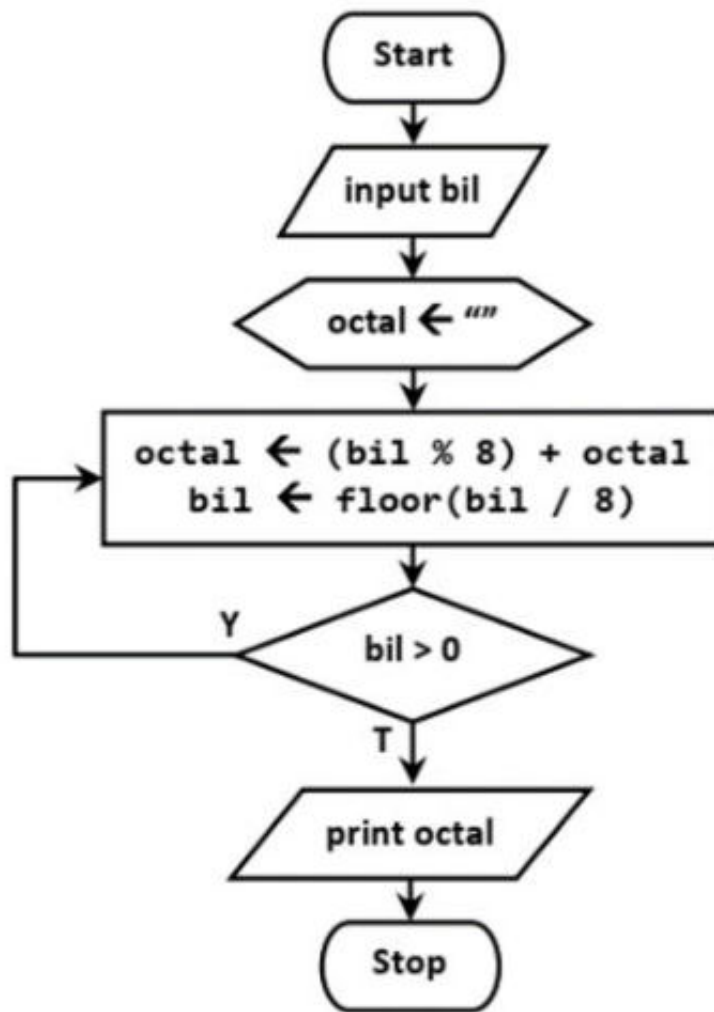 Start
input bil
octal 🡰 “”
octal 🡰 (bil % 8) + octal
bil 🡰 floor(bil / 8)
Y
bil > 0
T
print octal
Stop